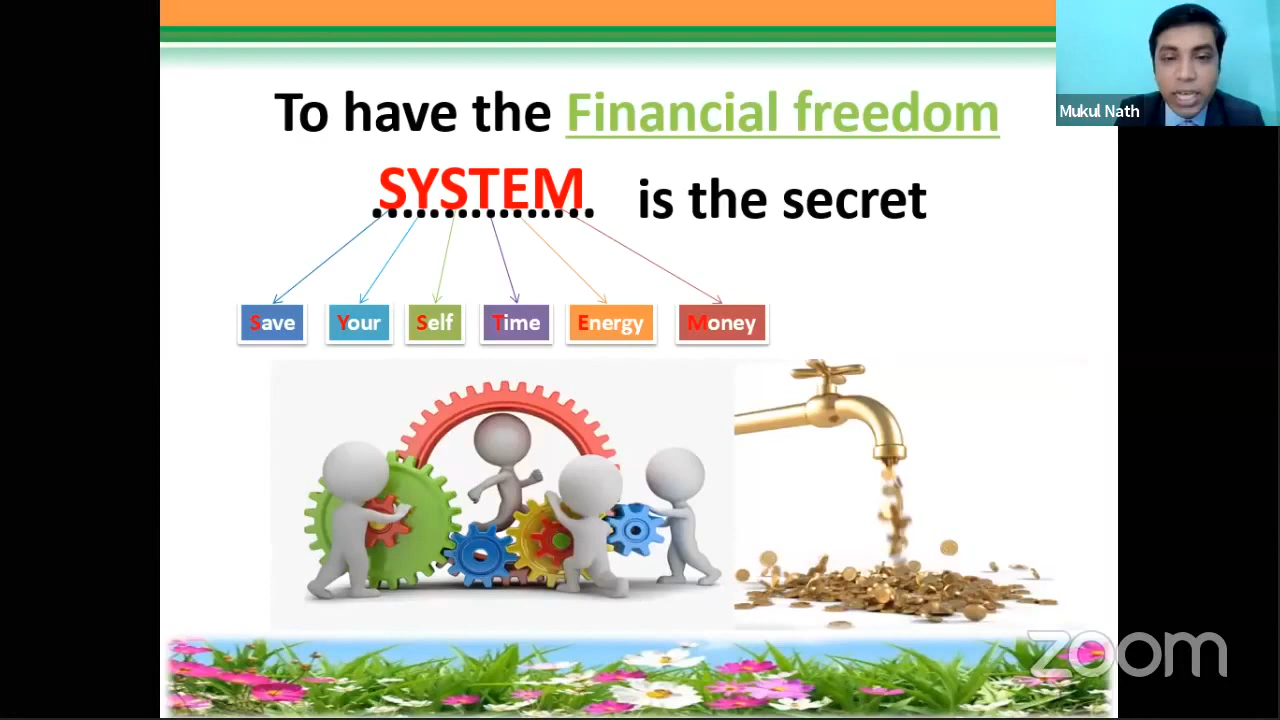 To have the Financial freedom
SYSTEM is the secret
Save Your Self Time Energy Money
Mukul Nath
zoom